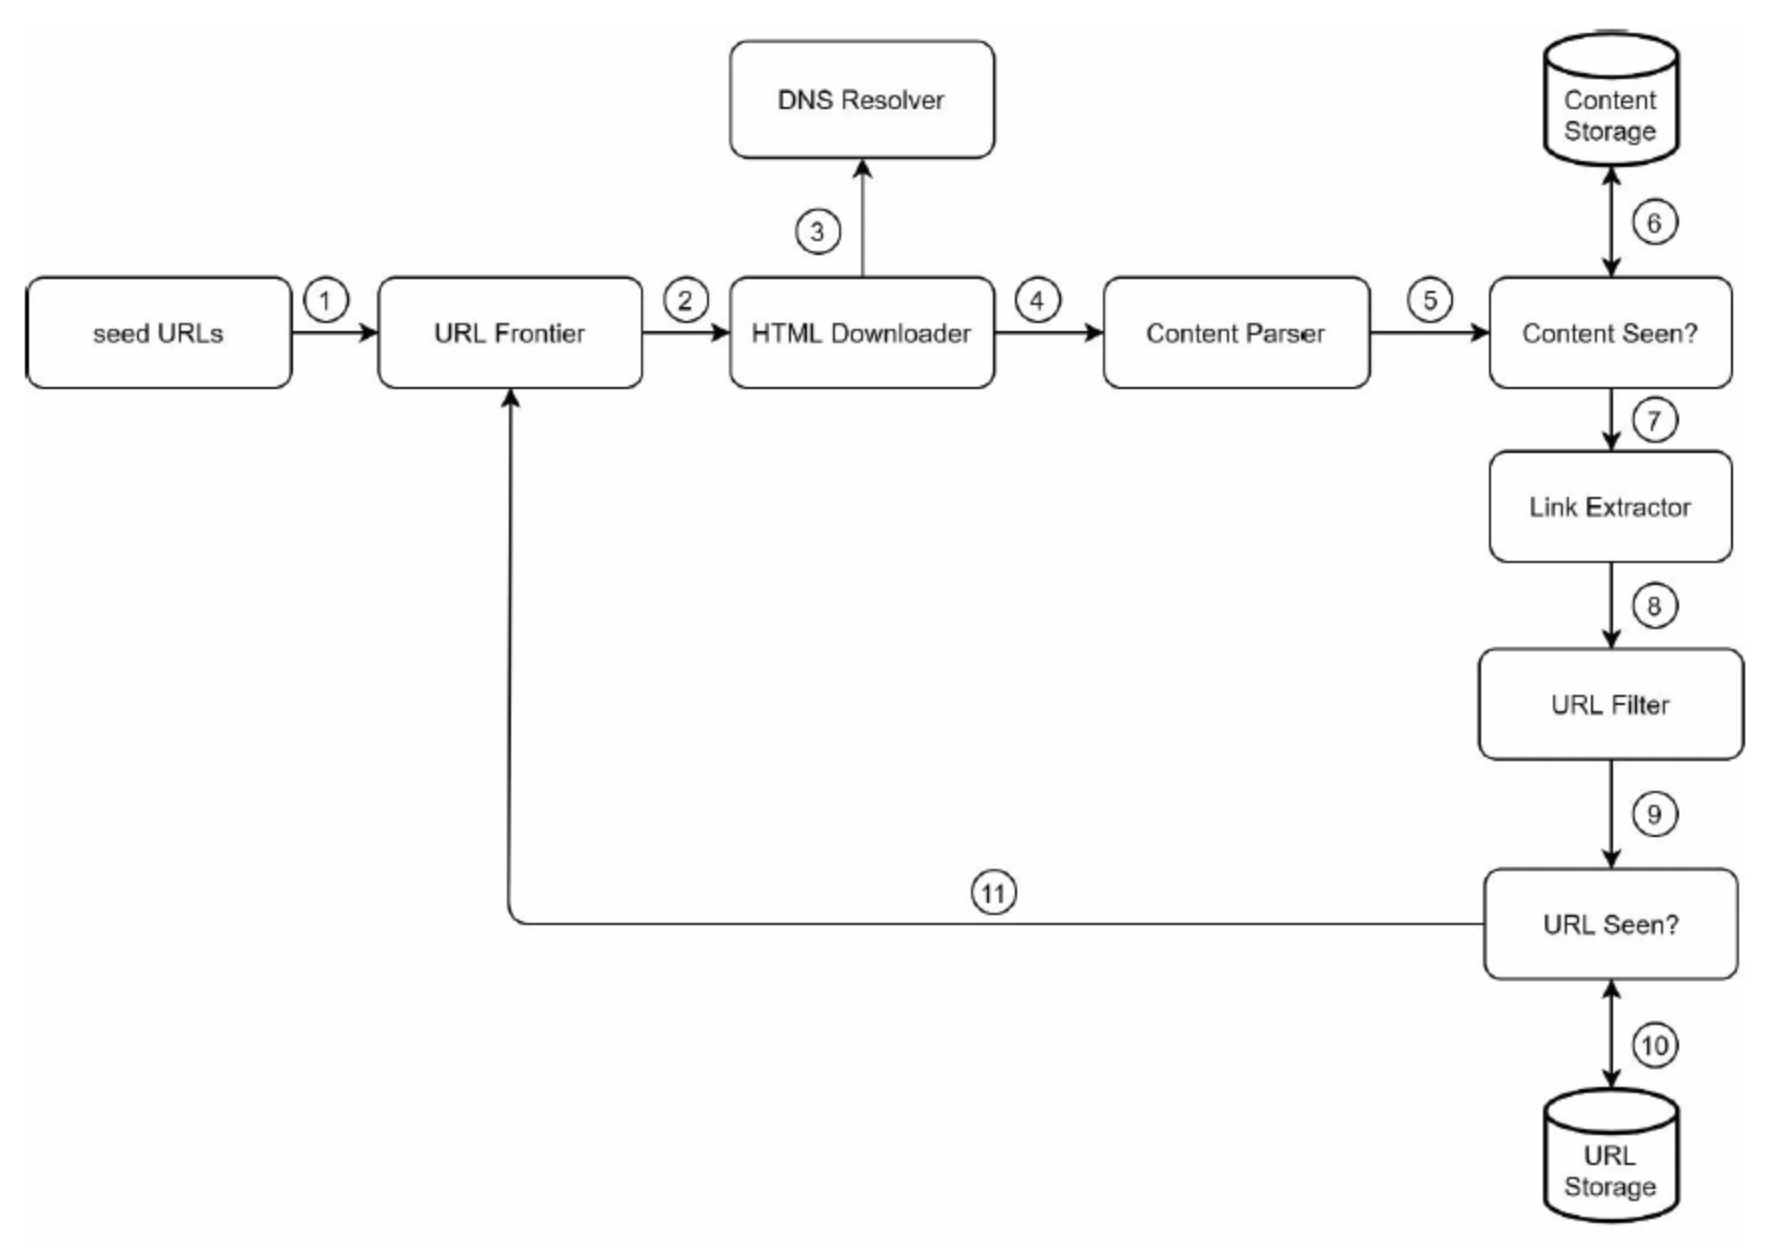 DNS Resolver
Content
Storage
3
6
1
2
4
5
seed URLs
URL Frontier
HTML Downloader
Content Parser
Content Seen?
7
Link Extractor
8
URL Filter
9
11
URL Seen?
10
URL
Storage